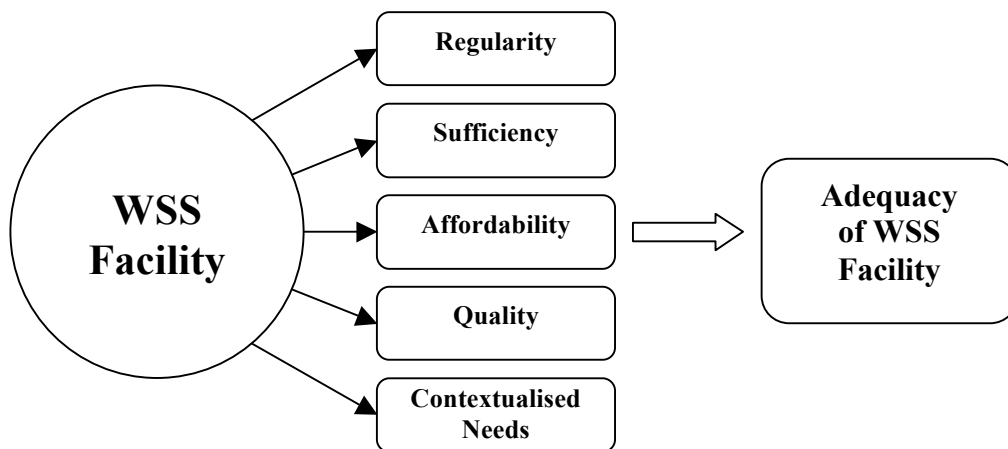 WSS
Facility
Regularity
Sufficiency
Affordability
Quality
Contextualised
Needs
Adequacy
of WSS
Facility